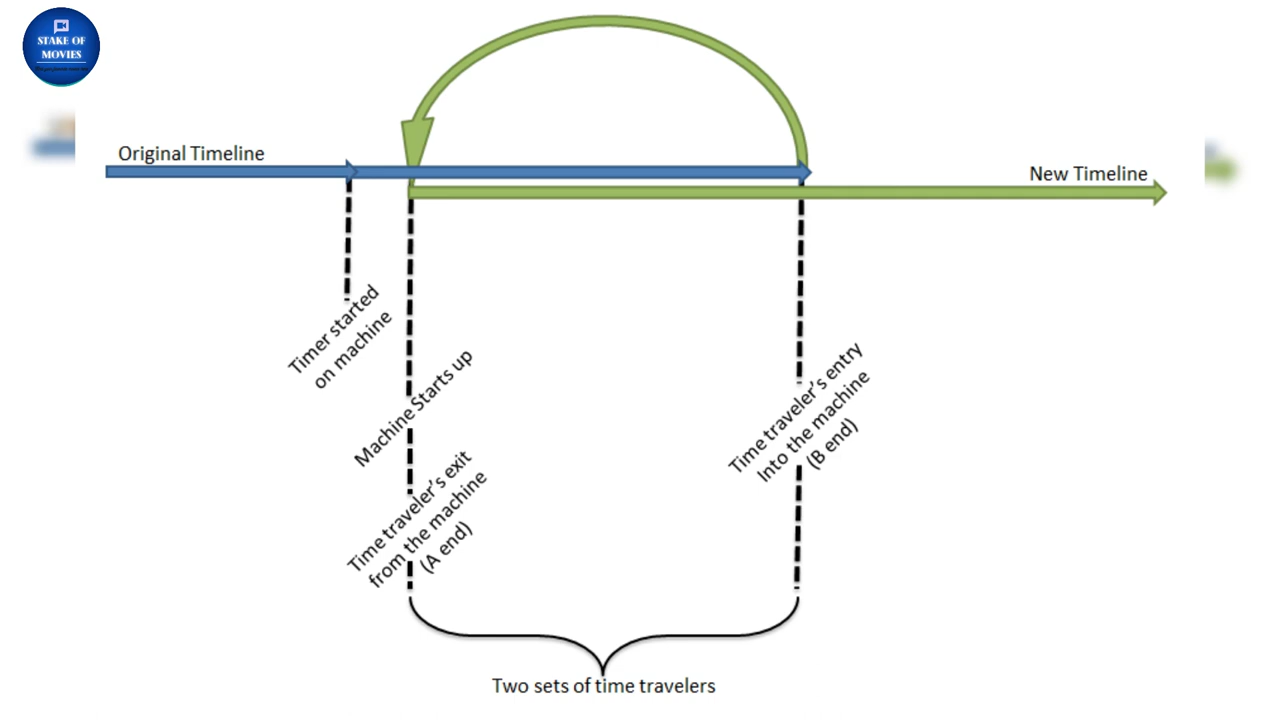 STAKE OF
MOVIES
Original Timeline
New Timeline
Timer started
on machine
Machine Starts up
Time traveler's exit
from the machine
(A end)
Time traveler's entry
Into the machine
(B end)
Two sets of time travelers